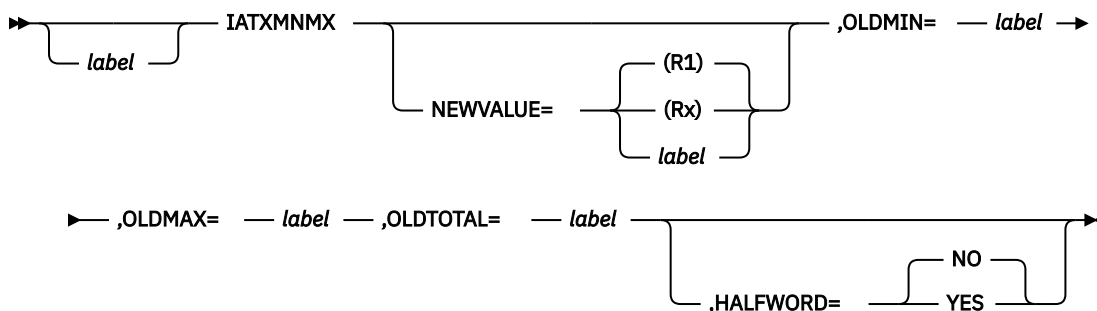 IATXMNMX ,OLDMIN= label
label
(R1)
NEWVALUE= (Rx)
label
,OLDMAX= label ,OLDTOTAL= label
NO
,HALFWORD= YES